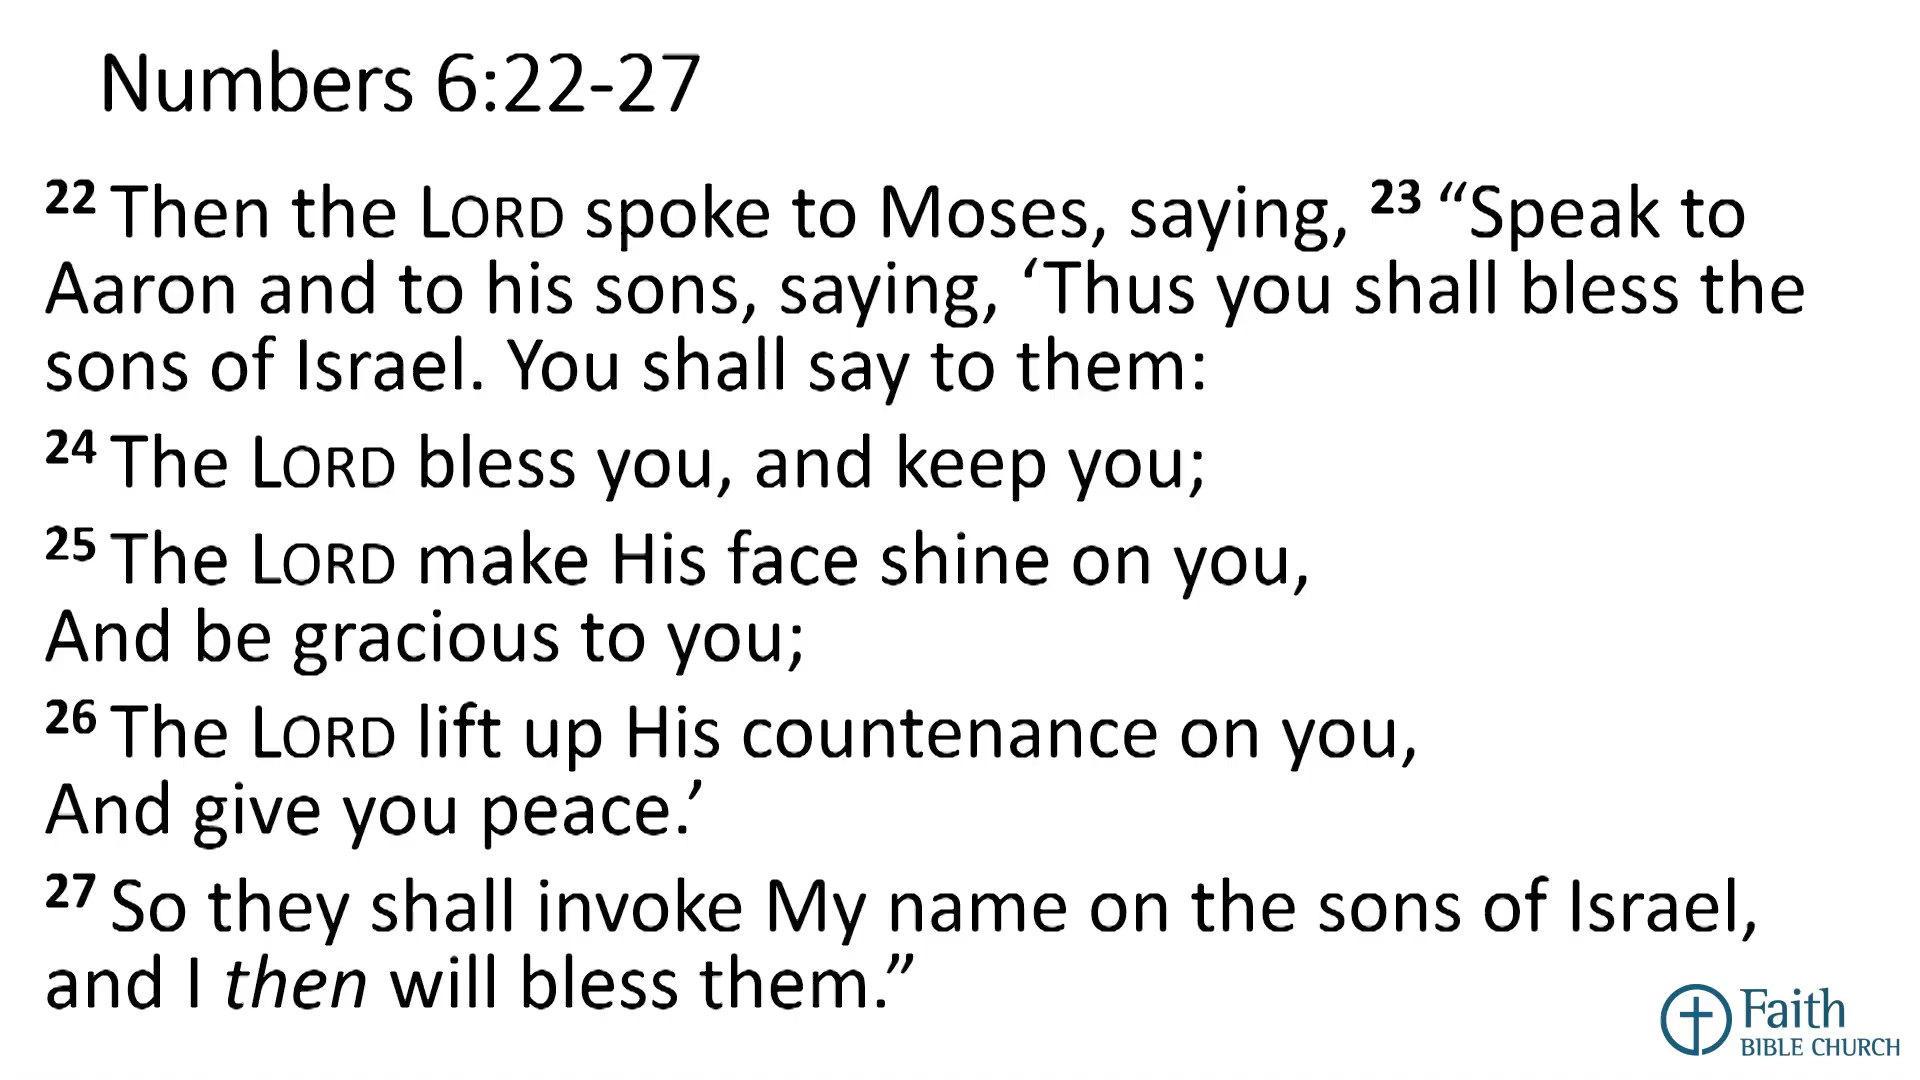 Numbers 6:22-27
22 Then the LORD spoke to Moses, saying, 23 “Speak to
Aaron and to his sons, saying, ‘Thus you shall bless the
sons of Israel. You shall say to them:
24 The LORD bless you, and keep you;
25 The LORD make His face shine on you,
And be gracious to you;
26 The LORD lift up His countenance on you,
And give you peace.’
27 So they shall invoke My name on the sons of Israel,
and I then will bless them.”
Faith
BIBLE CHURCH